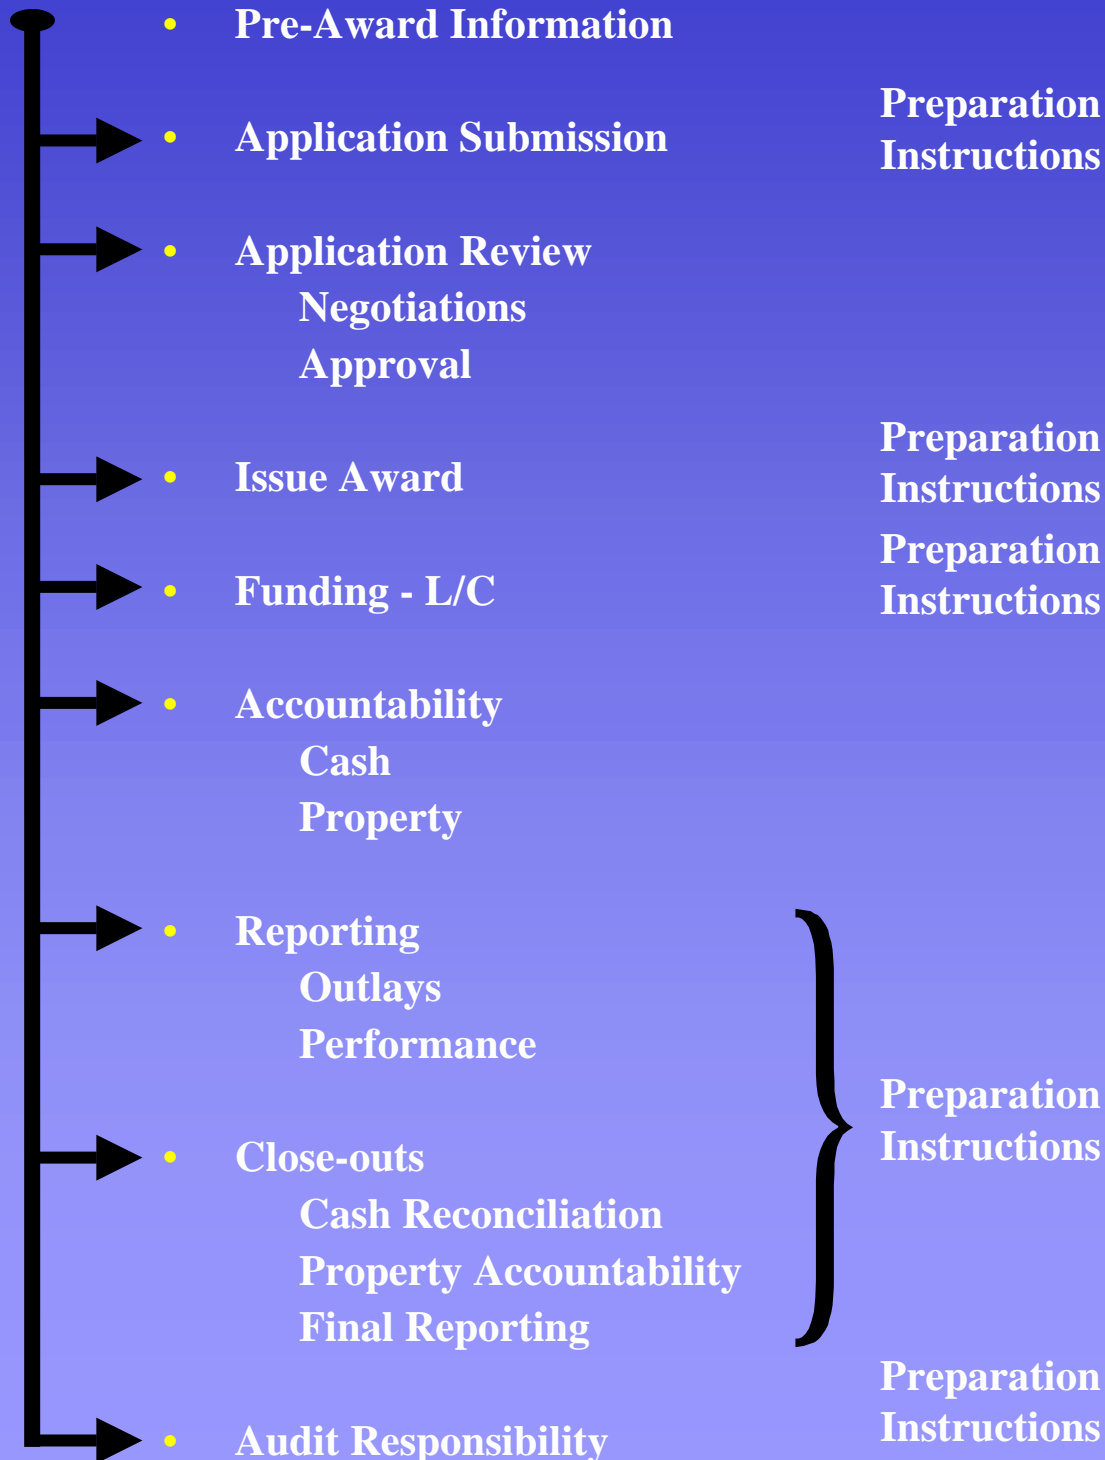 • Pre-Award Information
Preparation
• Application Submission
Instructions
• Application Review
Negotiations
Approval
Preparation
• Issue Award
Instructions
Preparation
• Funding - L/C
Instructions
• Accountability
Cash
Property
• Reporting
Outlays
Performance
Preparation
Instructions
• Close-outs
Cash Reconciliation
Property Accountability
Final Reporting
Preparation
Instructions
• Audit Responsibility